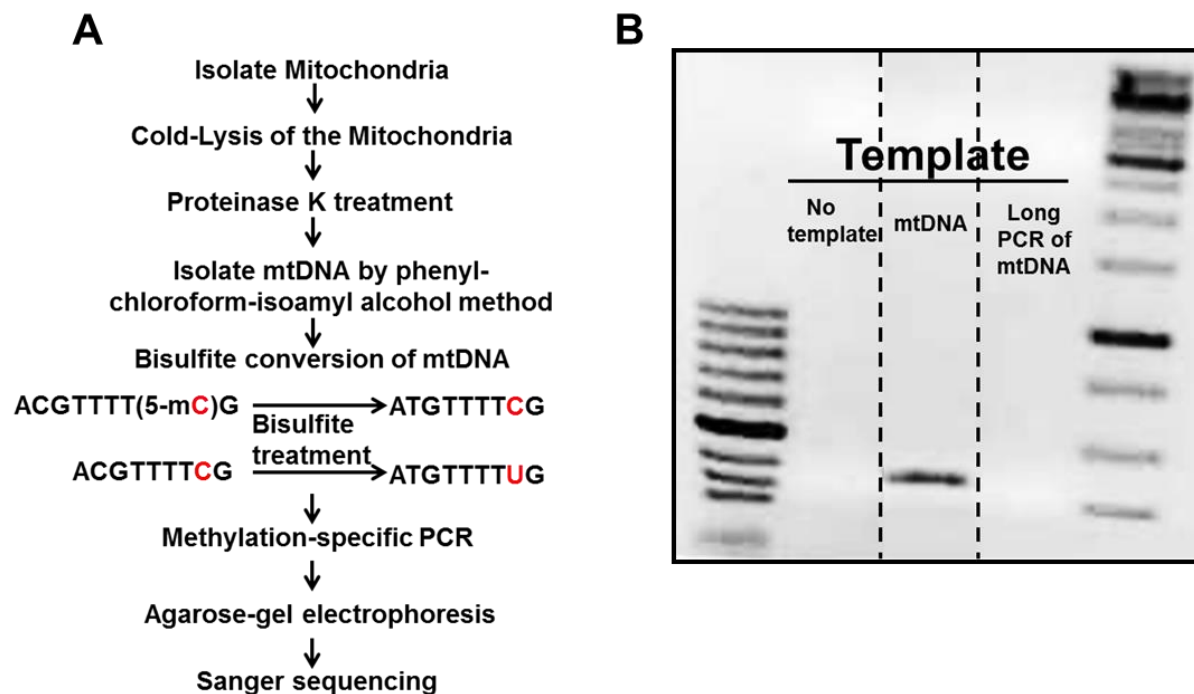 A
Isolate Mitochondria
Cold-Lysis of the Mitochondria
Proteinase K treatment
Isolate mtDNA by phenyl-
chloroform-isoamyl alcohol method
Bisulfite conversion of mtDNA
ACGTTTT(5-mC)G ATGTTTTCG
Bisulfite
treatment
ACGTTTTCG ATGTTTTUG
Methylation-specific PCR
Agarose-gel electrophoresis
Sanger sequencing
B
Template
No
template
mtDNA
Long
PCR of
mtDNA